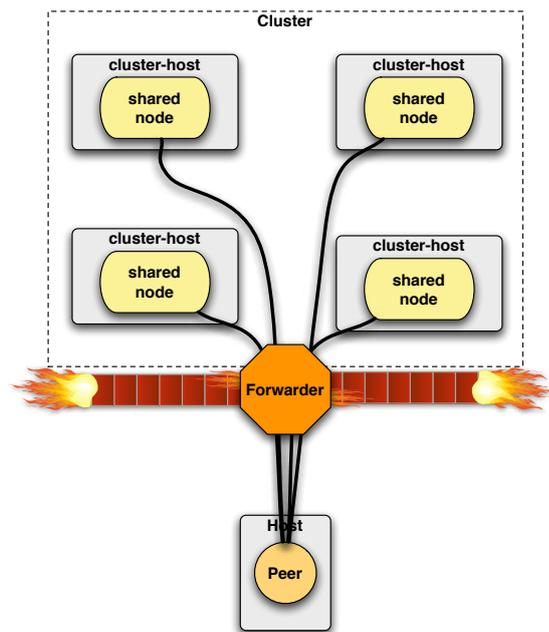 Cluster
cluster-host
shared
node
cluster-host
shared
node
cluster-host
shared
node
cluster-host
shared
node
Forwarder
Host
Peer